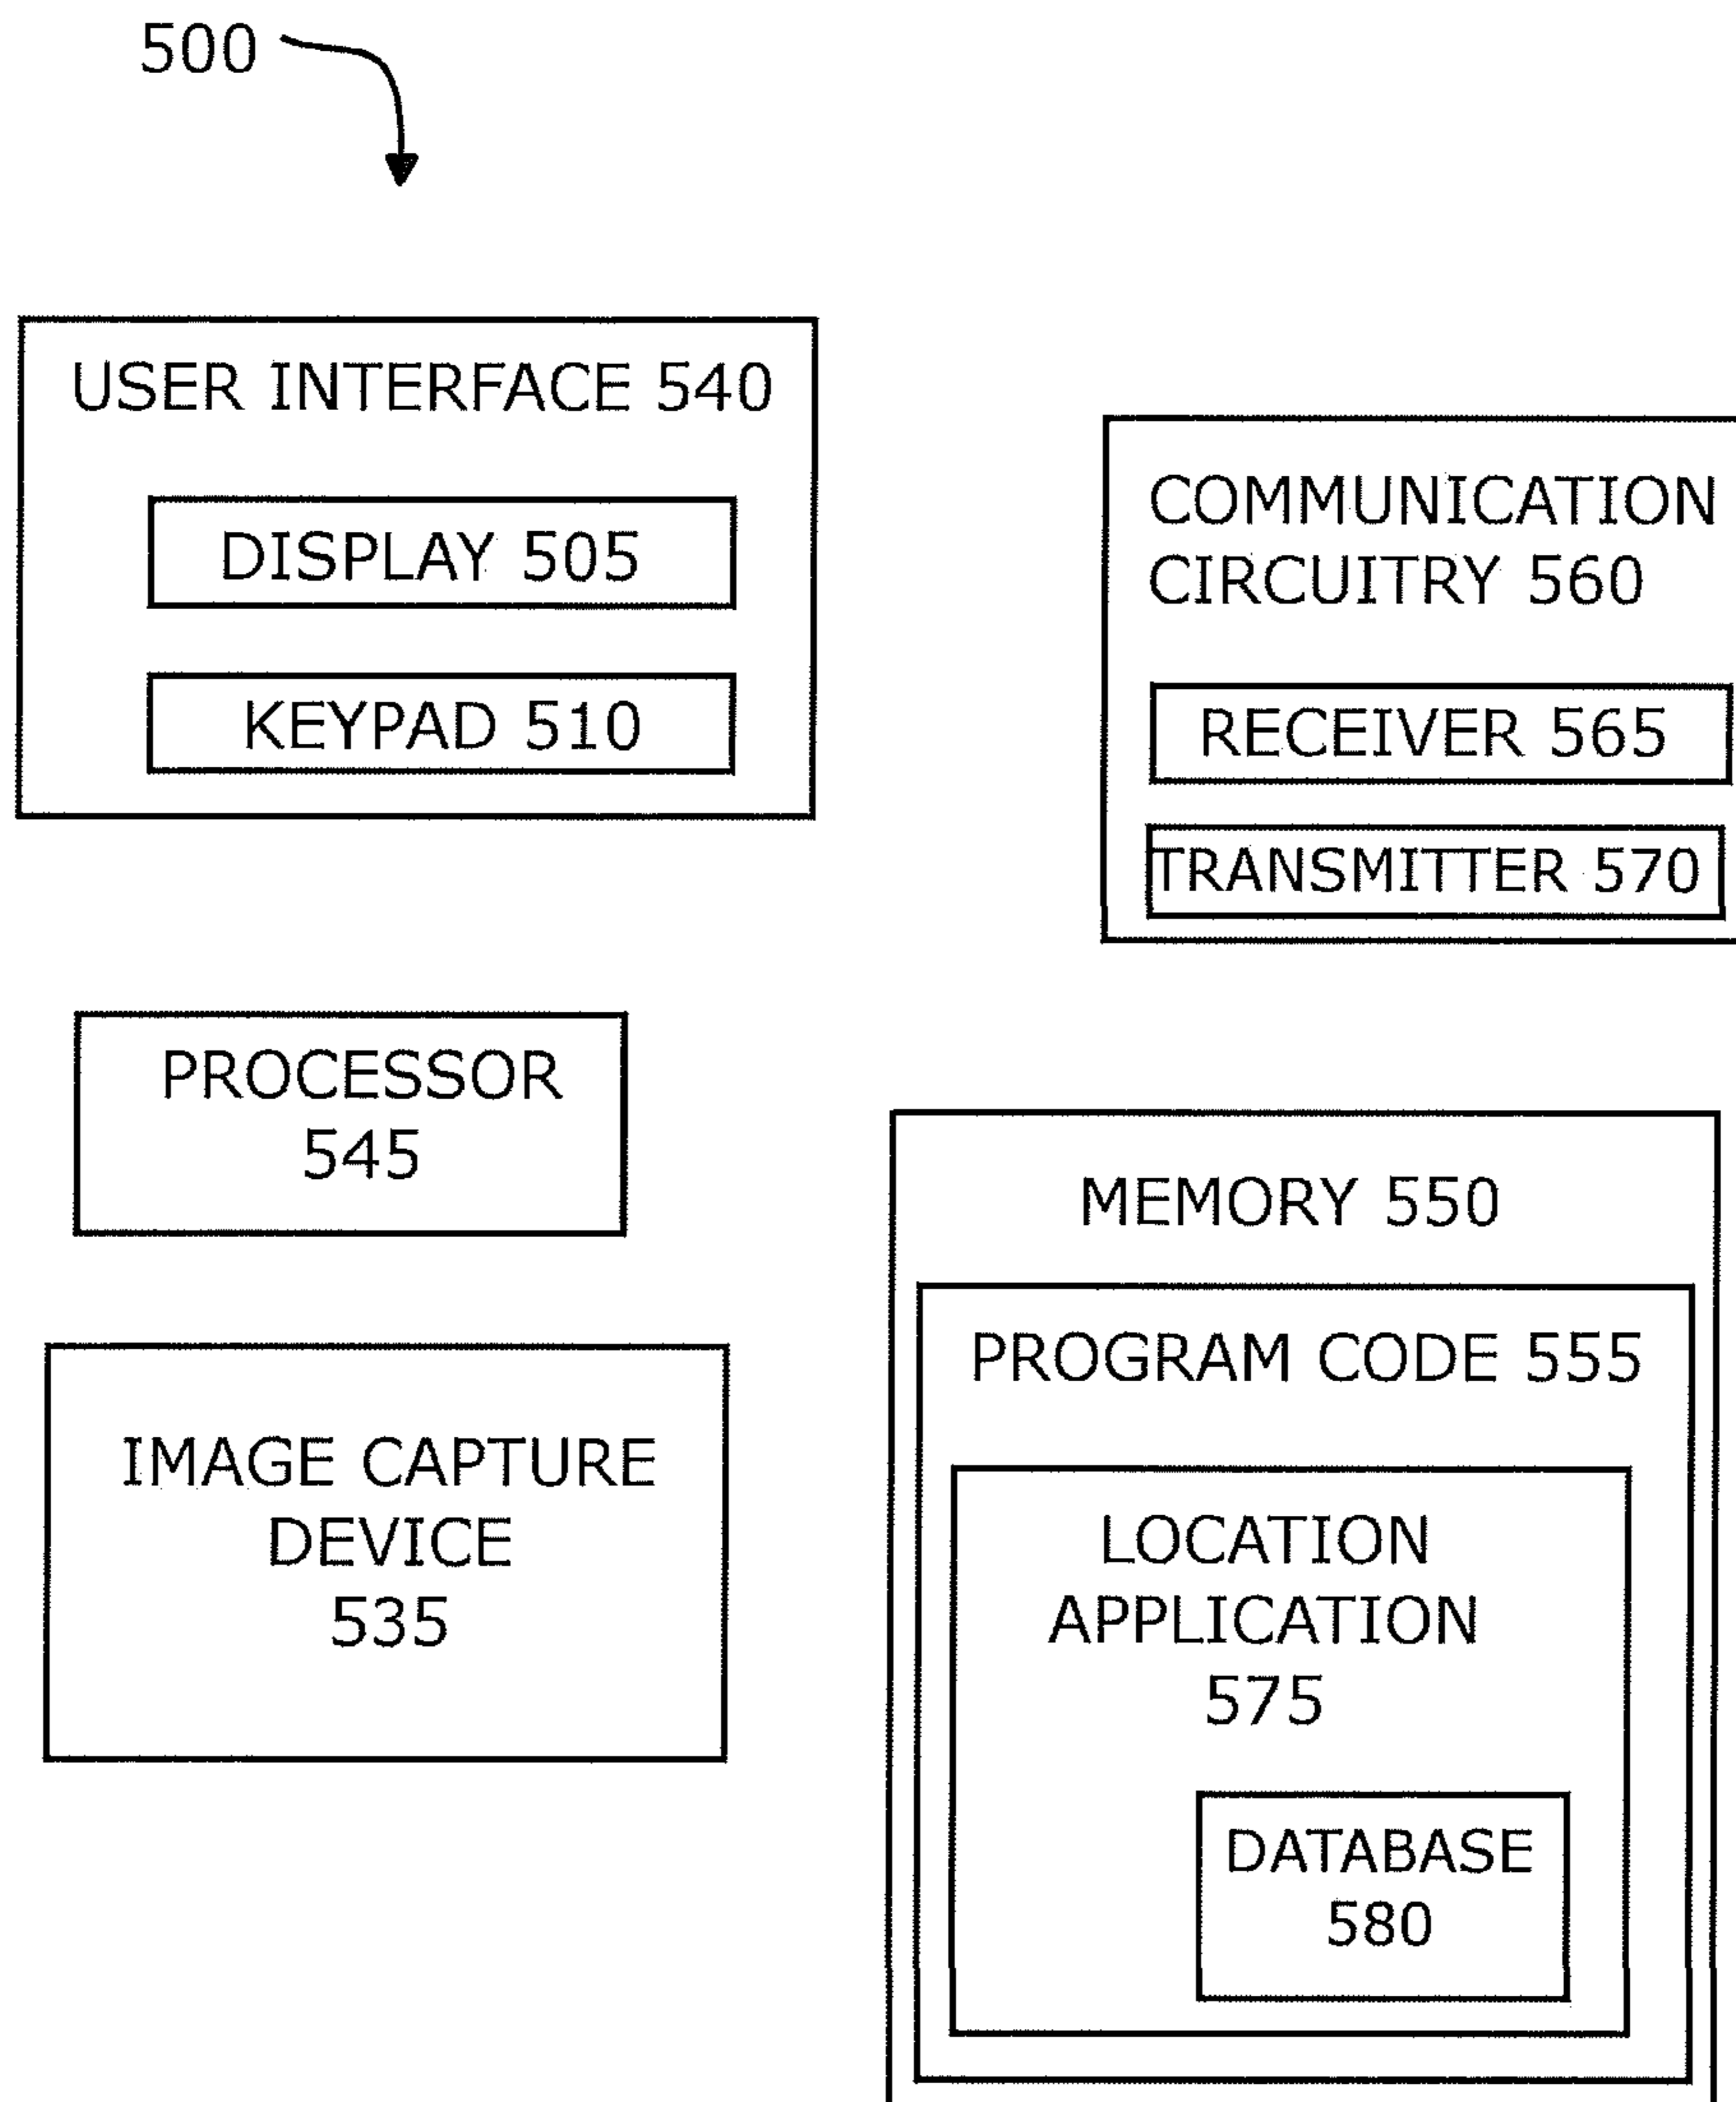 500
USER INTERFACE 540
DISPLAY 505
KEYPAD 510
COMMUNICATION
CIRCUITRY 560
RECEIVER 565
TRANSMITTER 570
PROCESSOR
545
IMAGE CAPTURE
DEVICE
535
MEMORY 550
PROGRAM CODE 555
LOCATION
APPLICATION
575
DATABASE
580